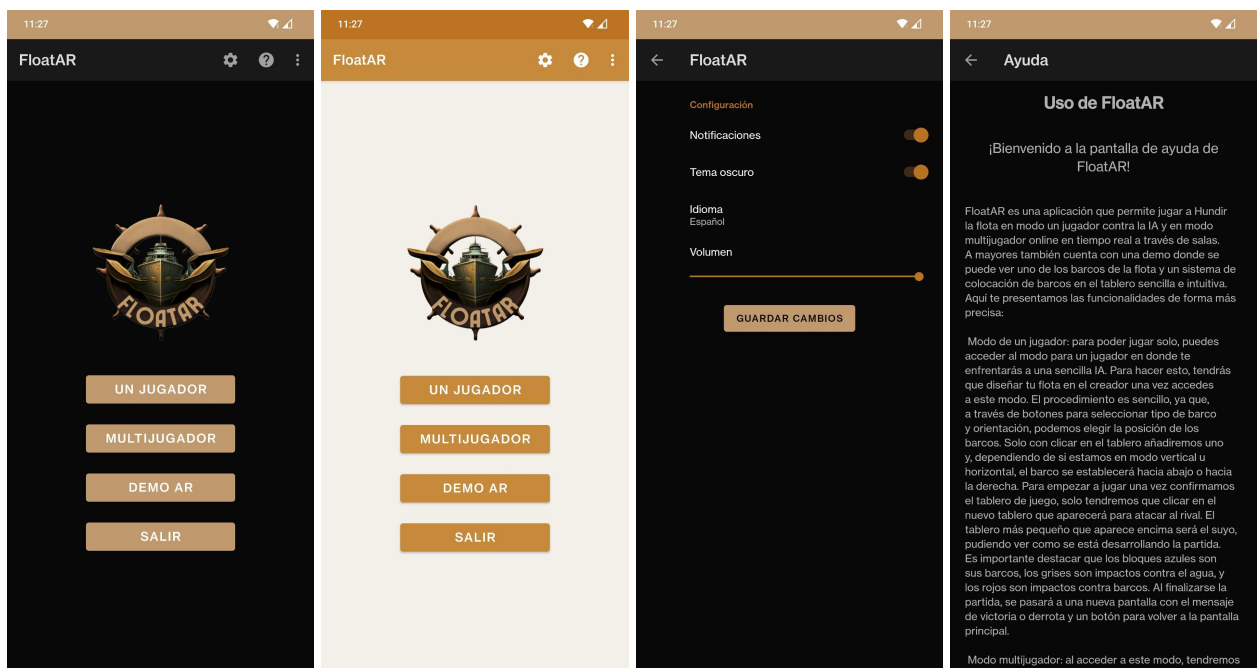 11:27
FloatAR
FLOATAR
UN JUGADOR
MULTIJUGADOR
DEMO AR
SALIR
11:27
FloatAR
FLOATAR
UN JUGADOR
MULTIJUGADOR
DEMO AR
SALIR
11:27
FloatAR
Configuración
Notificaciones
Tema oscuro
Idioma
Español
Volumen
GUARDAR CAMBIOS
11:27
Ayuda
Uso de FloatAR
¡Bienvenido a la pantalla de ayuda de
FloatAR!
FloatAR es una aplicación que permite jugar a Hundir
la flota en modo un jugador contra la IA y en modo
multijugador online en tiempo real a través de salas.
A mayores también cuenta con una demo donde se
puede ver uno de los barcos de la flota y un sistema de
colocación de barcos en el tablero sencilla e intuitiva.
Aquí te presentamos las funcionalidades de forma más
precisa:
Modo de un jugador: para poder jugar solo, puedes
acceder al modo para un jugador en donde te
enfrentarás a una sencilla IA. Para hacer esto, tendrás
que diseñar tu flota en el creador una vez accedes
a este modo. El procedimiento es sencillo, ya que,
a través de botones para seleccionar tipo de barco
y orientación, podemos elegir la posición de los
barcos. Solo con clicar en el tablero añadiremos uno
y, dependiendo de si estamos en modo vertical u
horizontal, el barco se establecerá hacia abajo o hacia
la derecha. Para empezar a jugar una vez confirmamos
el tablero de juego, solo tendremos que clicar en el
nuevo tablero que aparecerá para atacar al rival. El
tablero más pequeño que aparece encima será el suyo,
pudiendo ver como se está desarrollando la partida.
Es importante destacar que los bloques azules son
sus barcos, los grises son impactos contra el agua, y
los rojos son impactos contra barcos. Al finalizarse la
partida, se pasará a una nueva pantalla con el mensaje
de victoria o derrota y un botón para volver a la pantalla
principal.
Modo multijugador: al acceder a este modo, tendremos